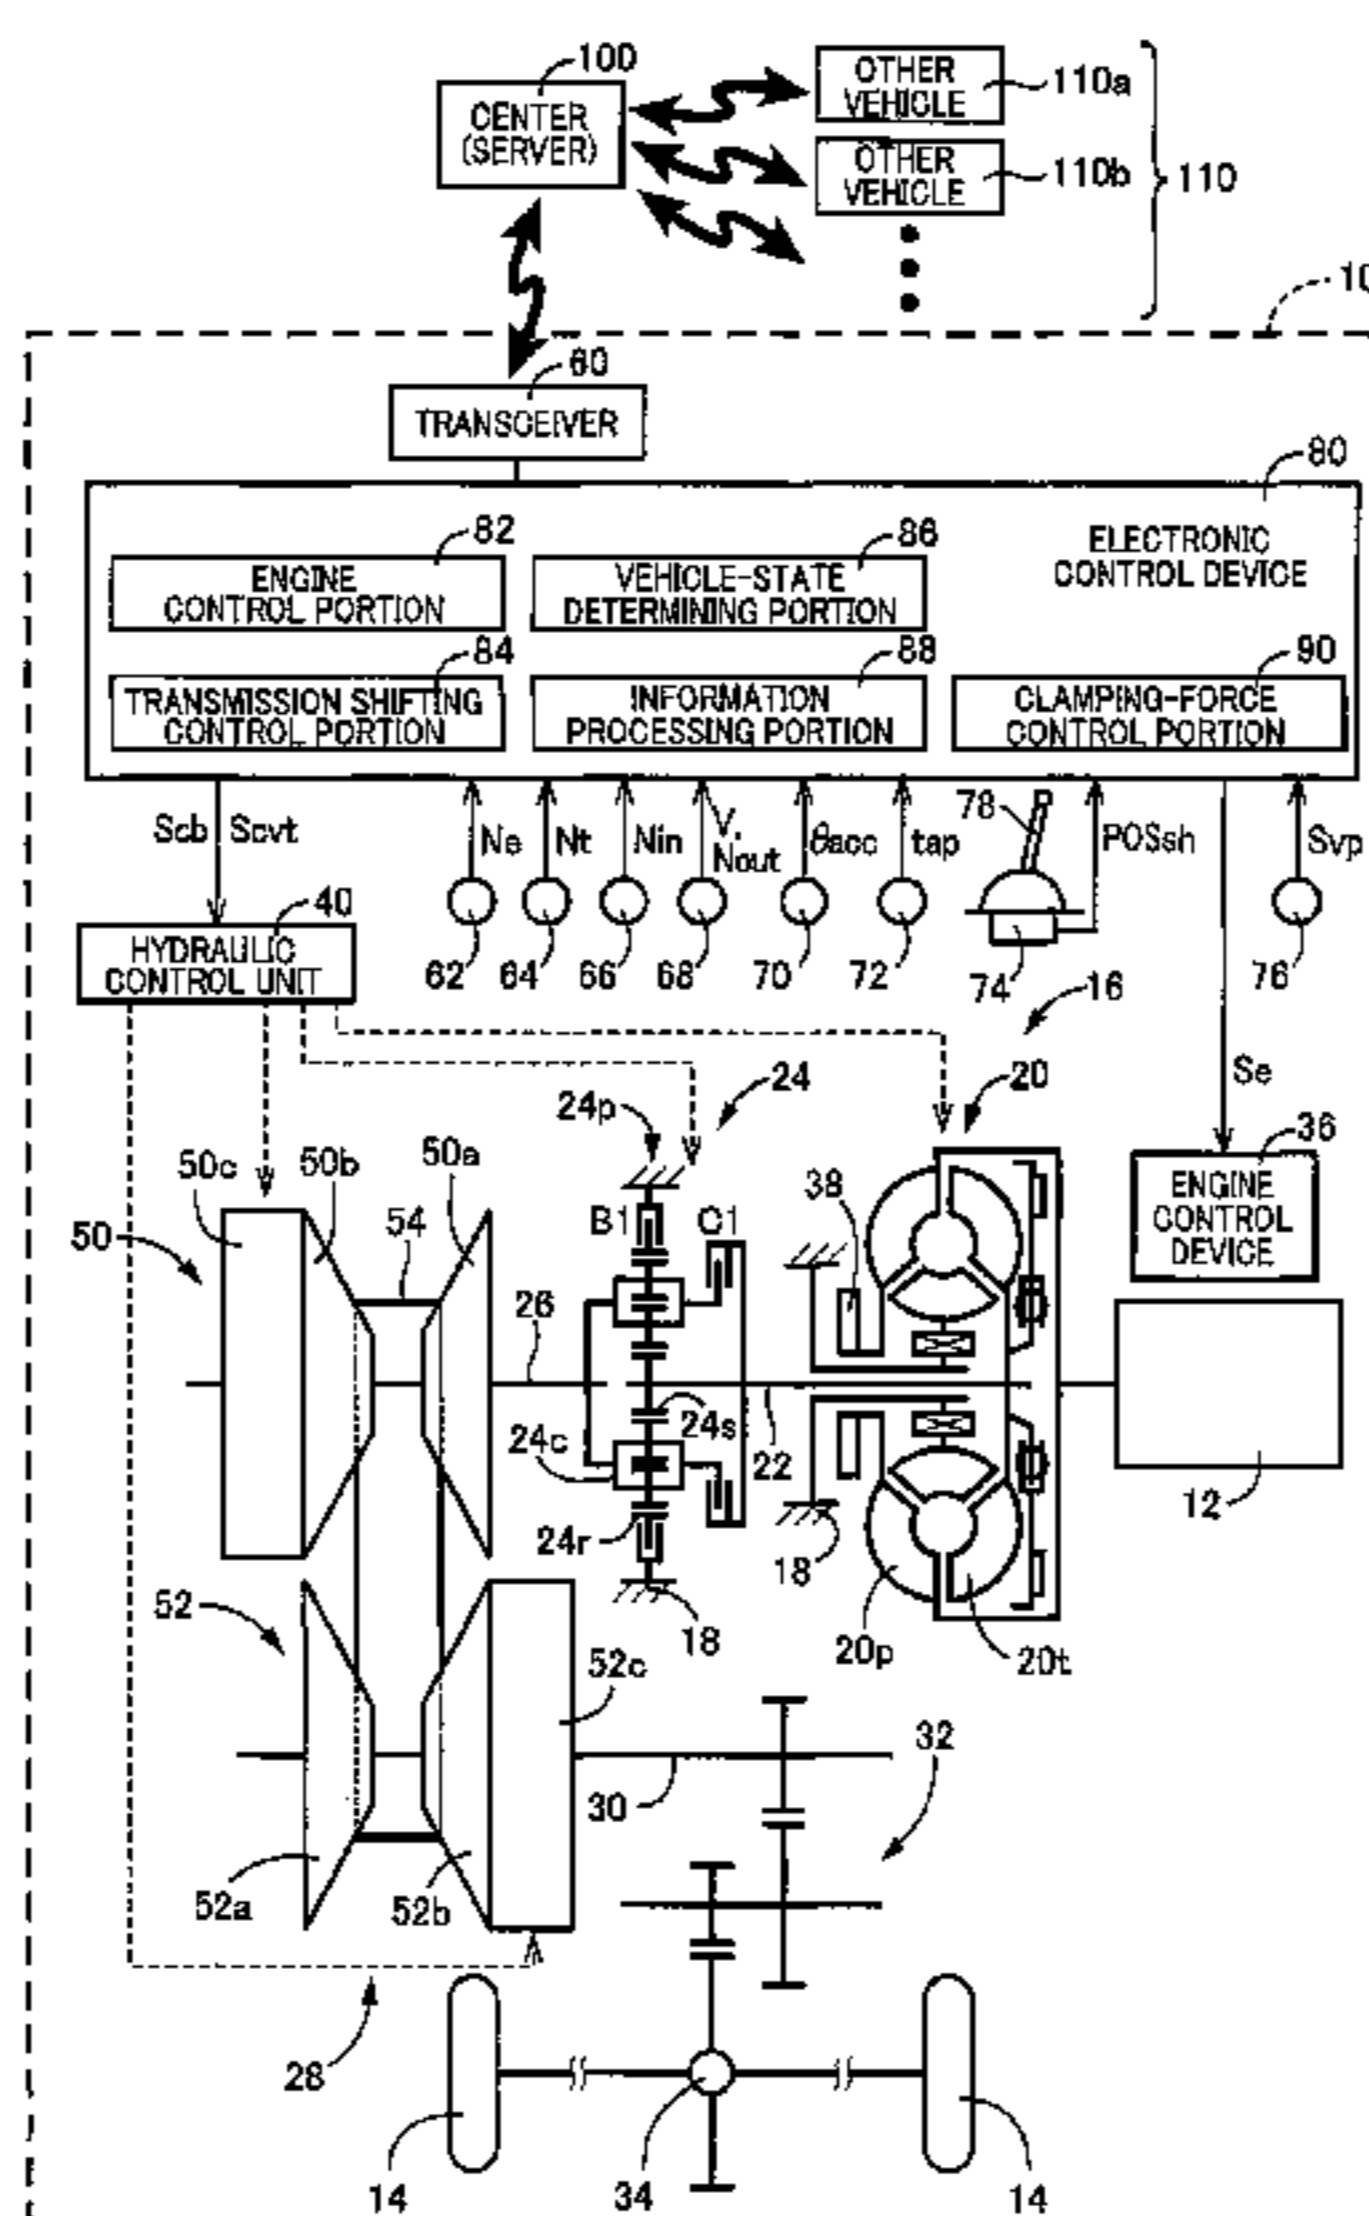 100
CENTER
(SERVER)
OTHER
VEHICLE
110a
OTHER
VEHICLE
110b
110
10
60
TRANSCEIVER
80
ELECTRONIC
CONTROL DEVICE
82
ENGINE
CONTROL PORTION
86
VEHICLE-STATE
DETERMINING PORTION
84
TRANSMISSION SHIFTING
CONTROL PORTION
88
INFORMATION
PROCESSING PORTION
90
CLAMPING-FORCE
CONTROL PORTION
Scb Scvt
Ne
Nt
Nin
V,
Nout
θacc
tap
78
POSsh
Svp
40
HYDRAULIC
CONTROL UNIT
62
64
66
68
70
72
74
76
16
24
20
Se
24p
36
ENGINE
CONTROL
DEVICE
50c
50b
50a
38
50
54
B1
C1
26
24s
24c
22
12
24r
18
18
52
20p
20t
52c
32
30
52a
52b
28
14
34
14